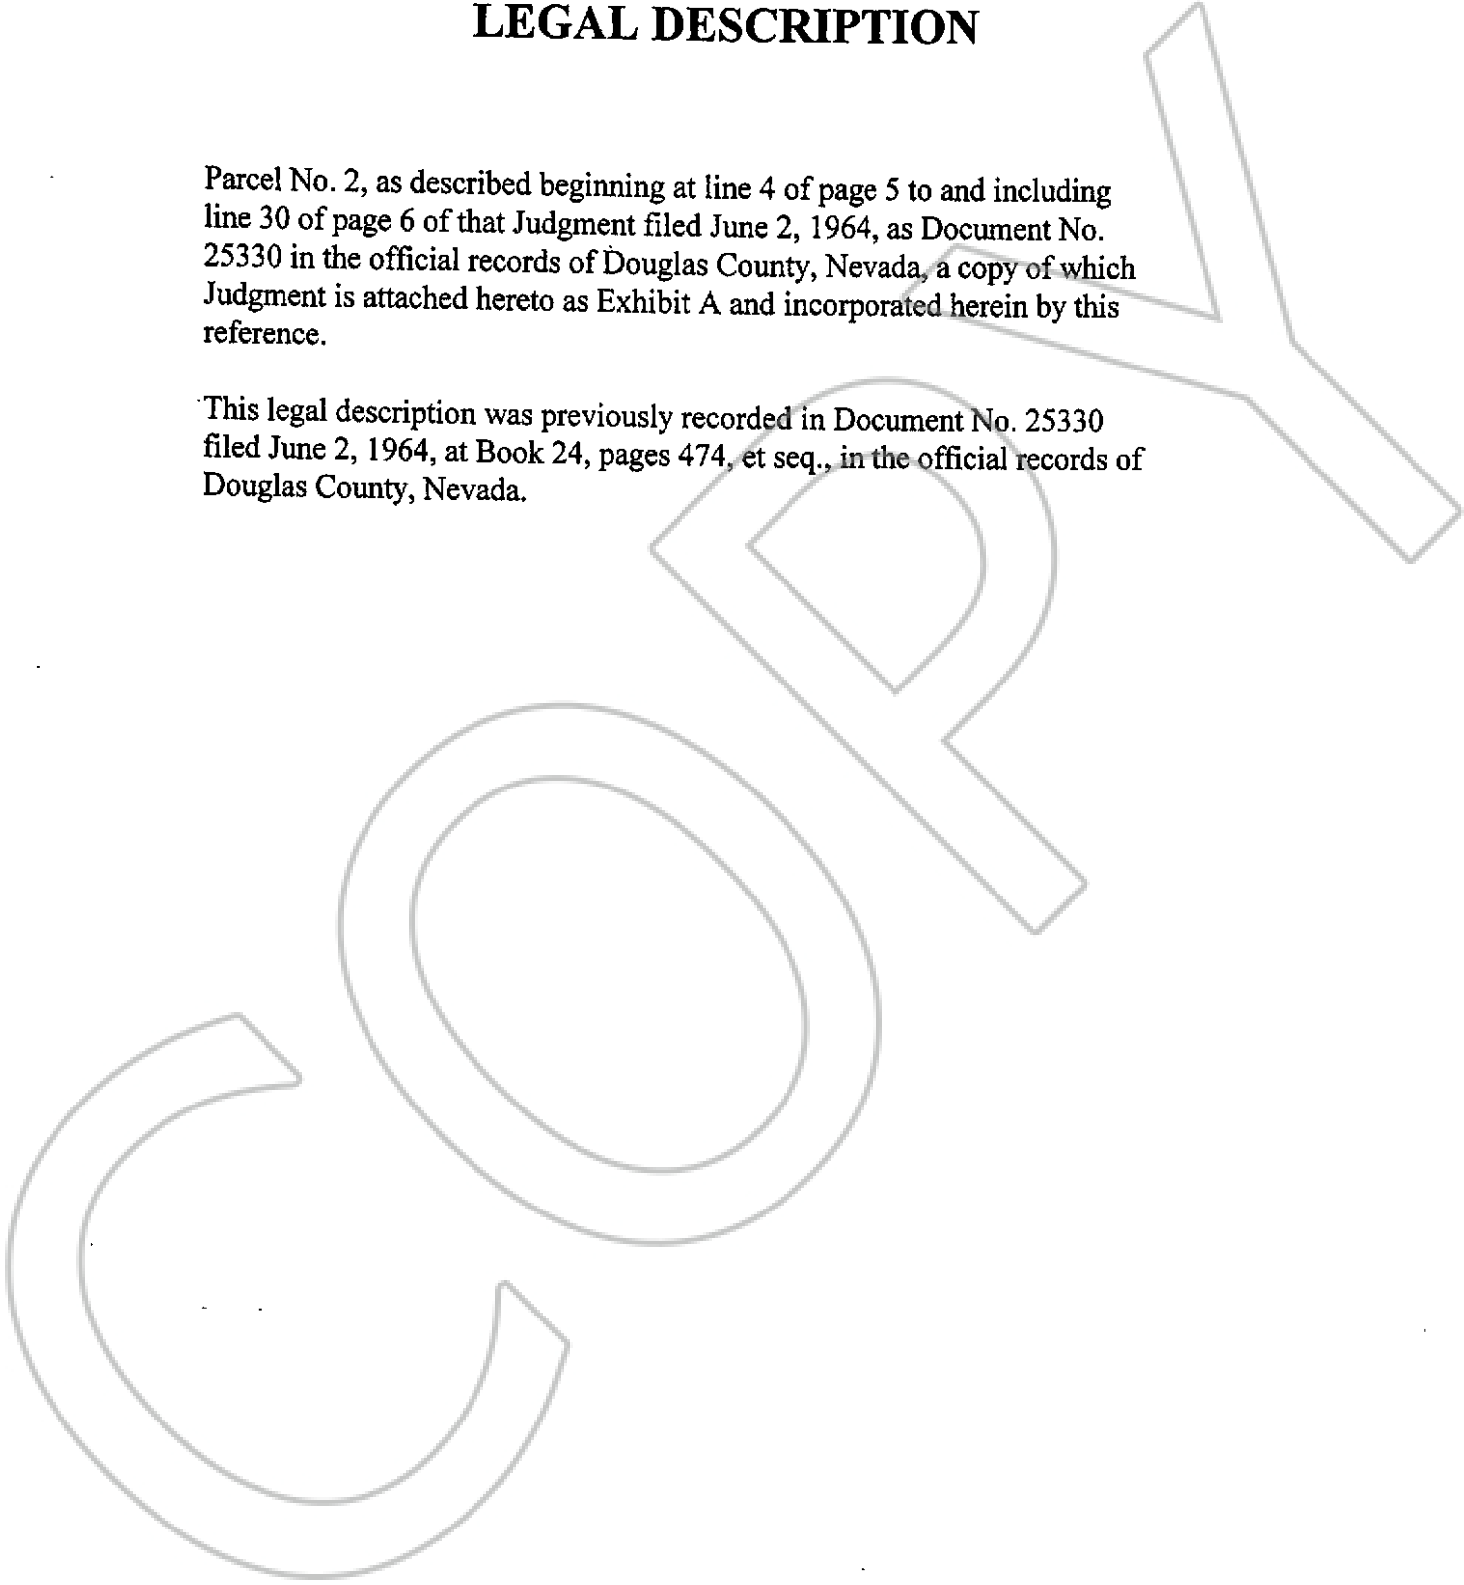 LEGAL DESCRIPTION
Parcel No. 2, as described beginning at line 4 of page 5 to and including
line 30 of page 6 of that Judgment filed June 2, 1964, as Document No.
25330 in the official records of Douglas County, Nevada, a copy of which
Judgment is attached hereto as Exhibit A and incorporated herein by this
reference.
This legal description was previously recorded in Document No. 25330
filed June 2, 1964, at Book 24, pages 474, et seq., in the official records of
Douglas County, Nevada.
COPY